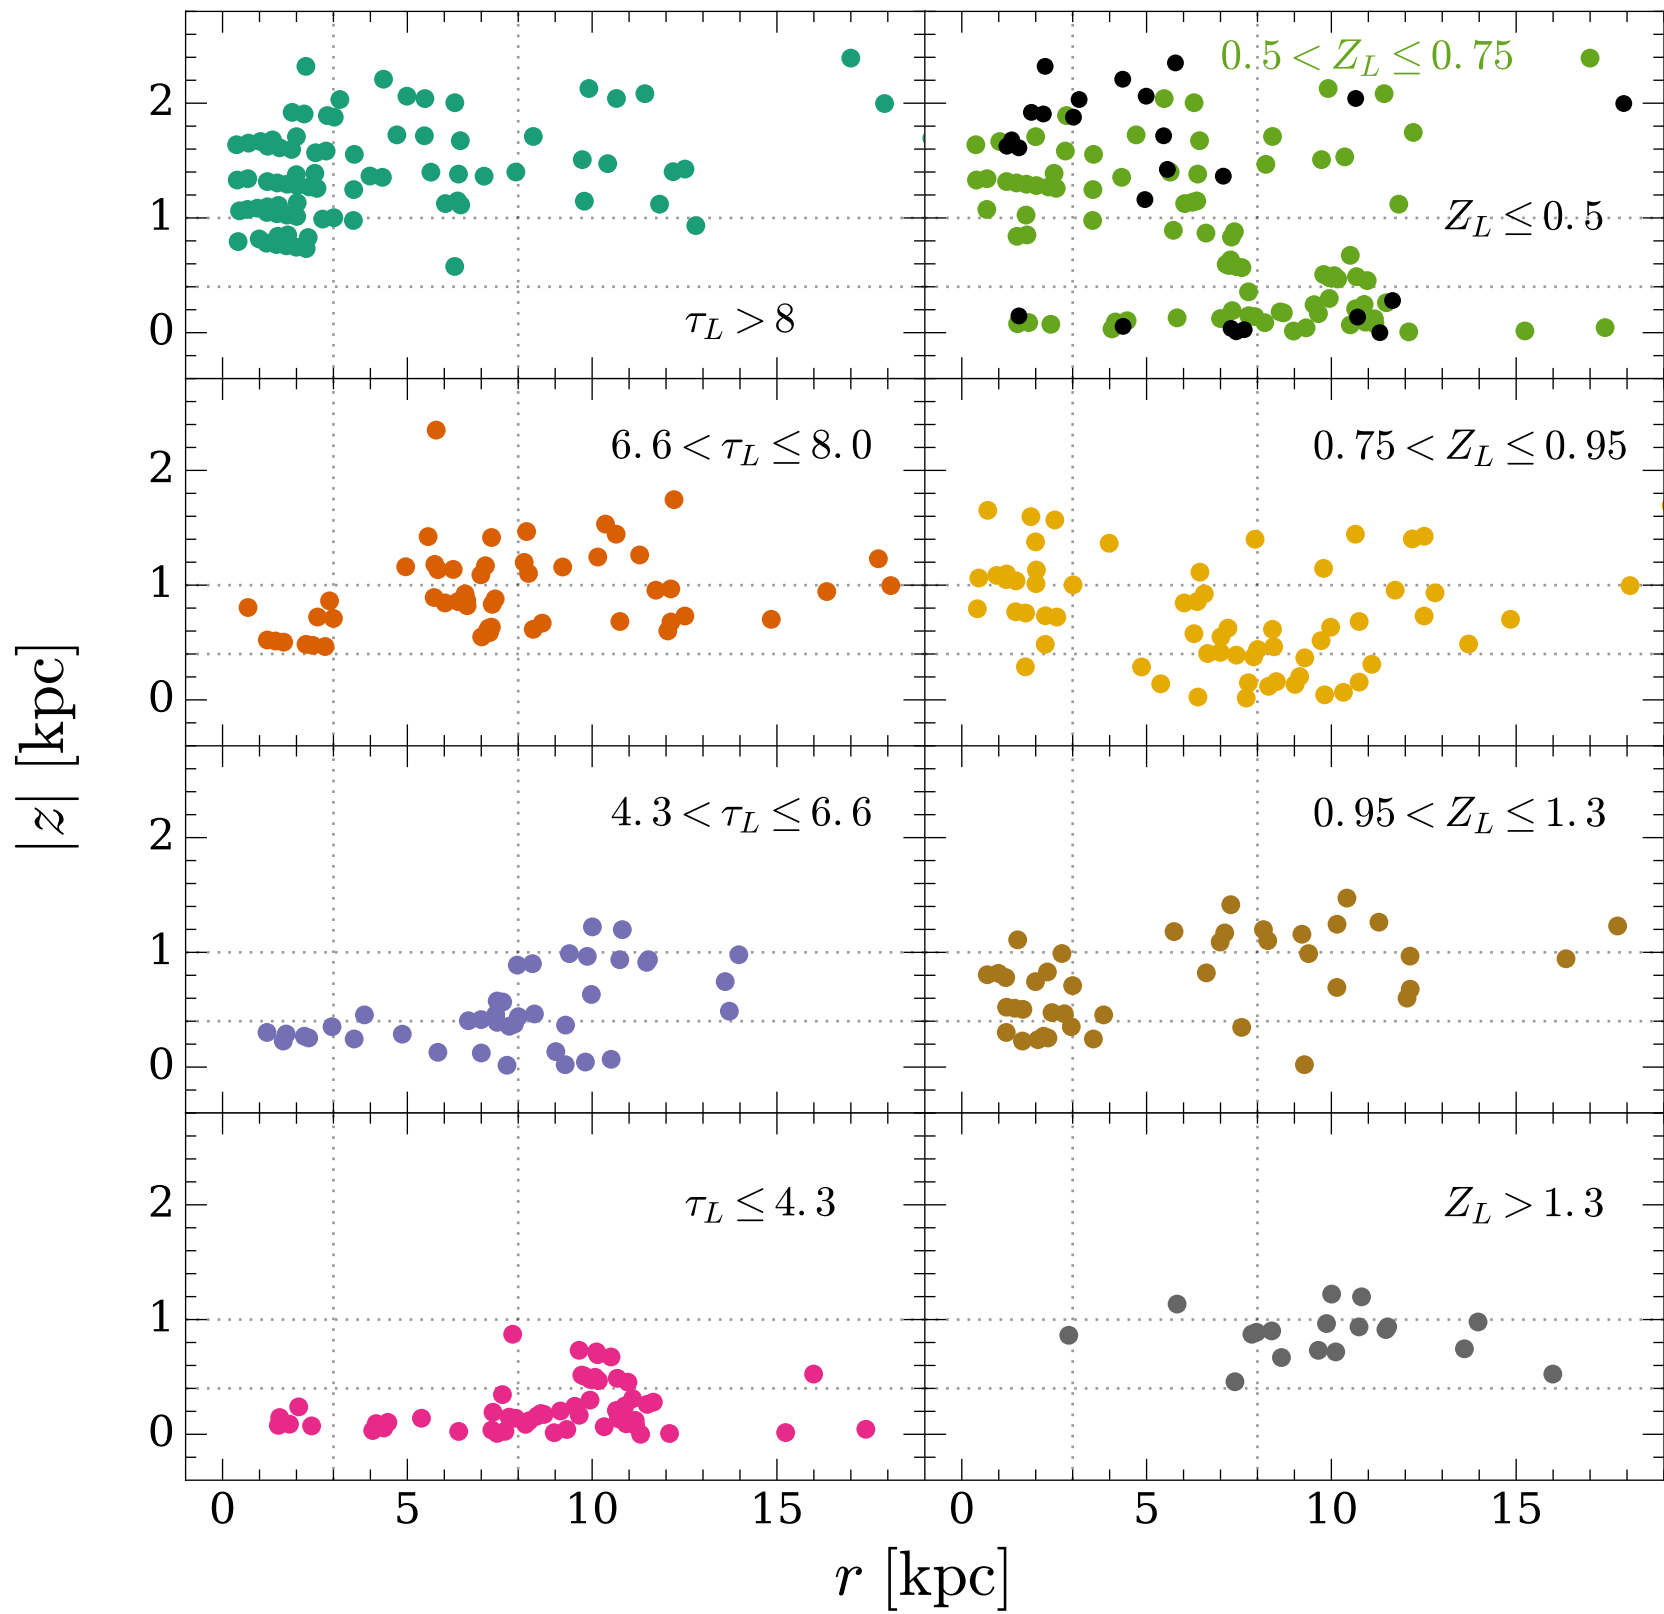 0.5 < Z_L ≤ 0.75
2
1
Z_L ≤ 0.5
0
τ_L > 8
6.6 < τ_L ≤ 8.0
0.75 < Z_L ≤ 0.95
2
1
0
|z| [kpc]
4.3 < τ_L ≤ 6.6
0.95 < Z_L ≤ 1.3
2
1
0
τ_L ≤ 4.3
Z_L > 1.3
2
1
0
0 5 10 15 0 5 10 15
r [kpc]